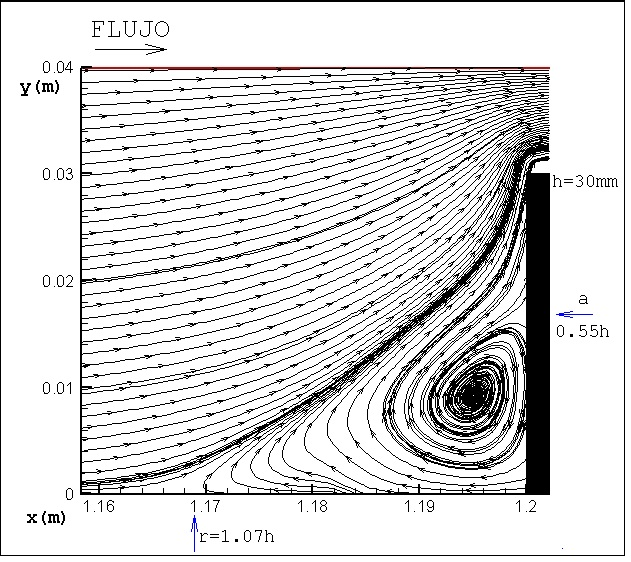 FLUJO
0.04
y(m)
0.03
h=30mm
a
0.02
0.55h
0.01
0
1.16 1.17 1.18 1.19 1.2
x(m)
r=1.07h